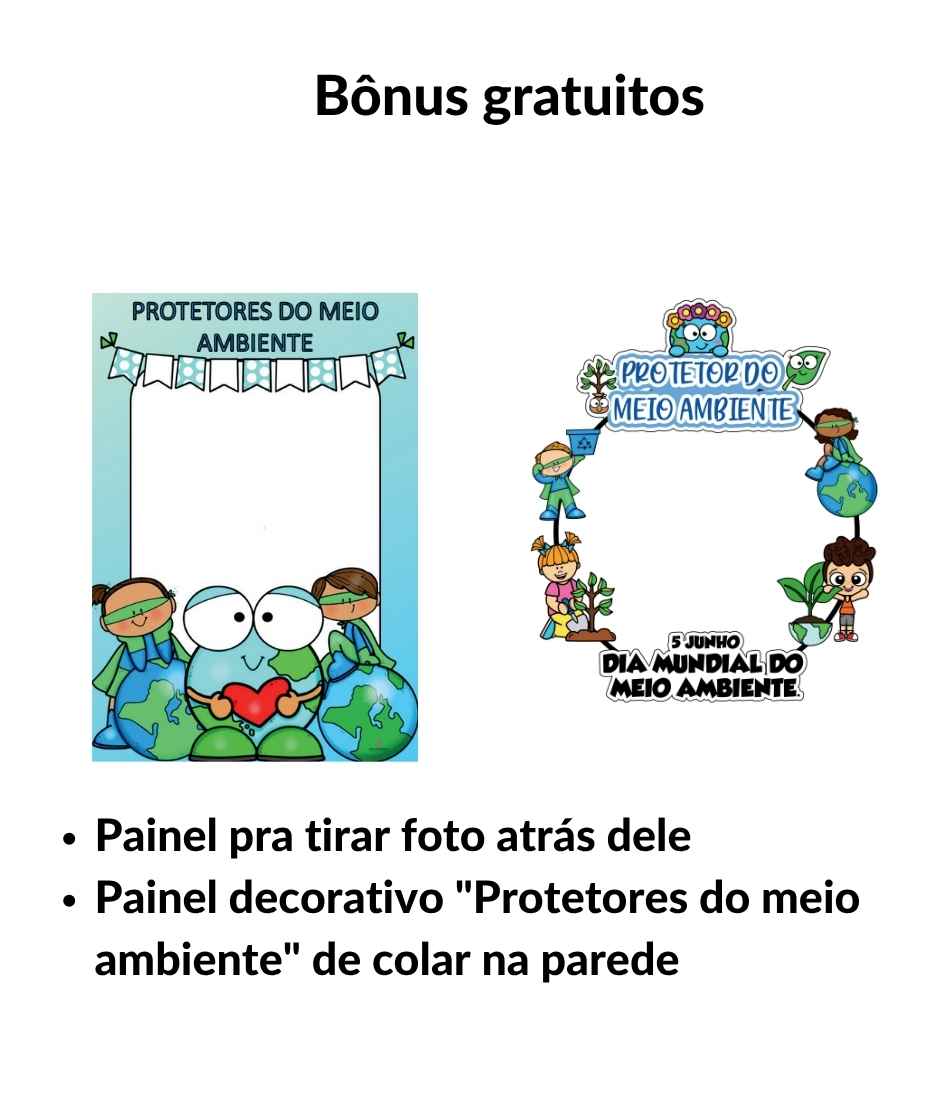 Bônus gratuitos
PROTETORES DO MEIO
AMBIENTE
PROTETOR DO
MEIO AMBIENTE
5 JUNHO
DIA MUNDIAL DO
MEIO AMBIENTE
• Painel pra tirar foto atrás dele
• Painel decorativo "Protetores do meio
ambiente" de colar na parede